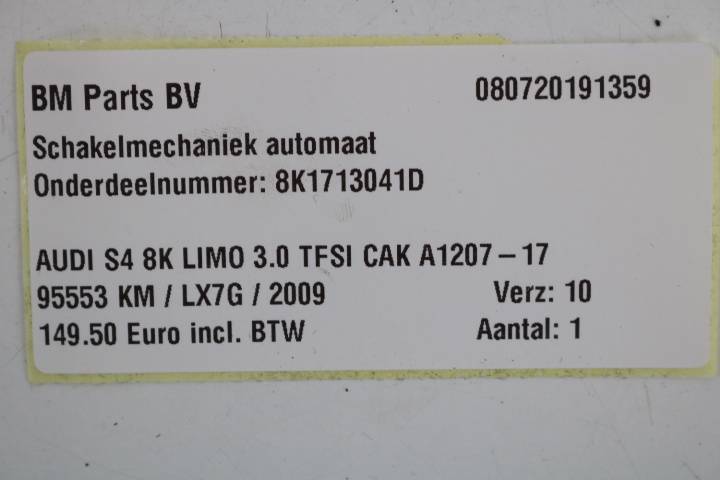 BM Parts BV 080720191359
Schakelmechaniek automaat
Onderdeelnummer: 8K1713041D
AUDI S4 8K LIMO 3.0 TFSI CAK A1207-17
95553 KM / LX7G / 2009 Verz: 10
149.50 Euro incl. BTW Aantal: 1